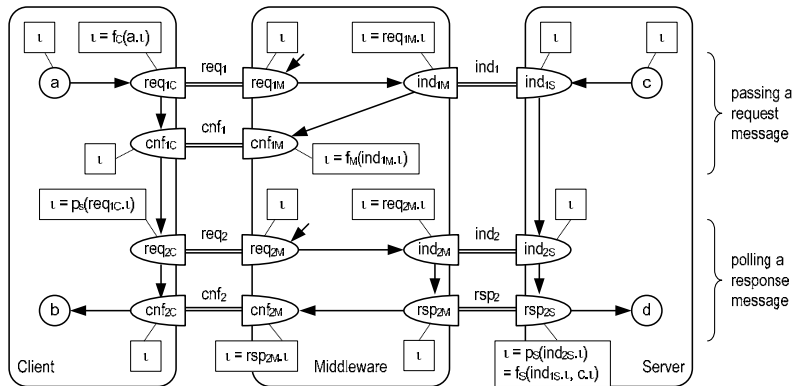 ι
ι = fC(a.ι)
ι
ι = req1M.ι
ι
ι
a
req1C
req1
req1M
ind1M
ind1
ind1S
c
passing a
request
message
cnf1C
cnf1
cnf1M
ι
ι = fM(ind1M.ι)
ι = ps(req1C.ι)
ι
ι = req2M.ι
ι
req2C
req2
req2M
ind2M
ind2
ind2S
polling a
response
message
b
cnf2C
cnf2
cnf2M
rsp2M
rsp2
rsp2S
d
ι
ι = rsp2M.ι
ι
ι = ps(ind2S.ι)
= fS(ind1S.ι, c.ι)
Client
Middleware
Server